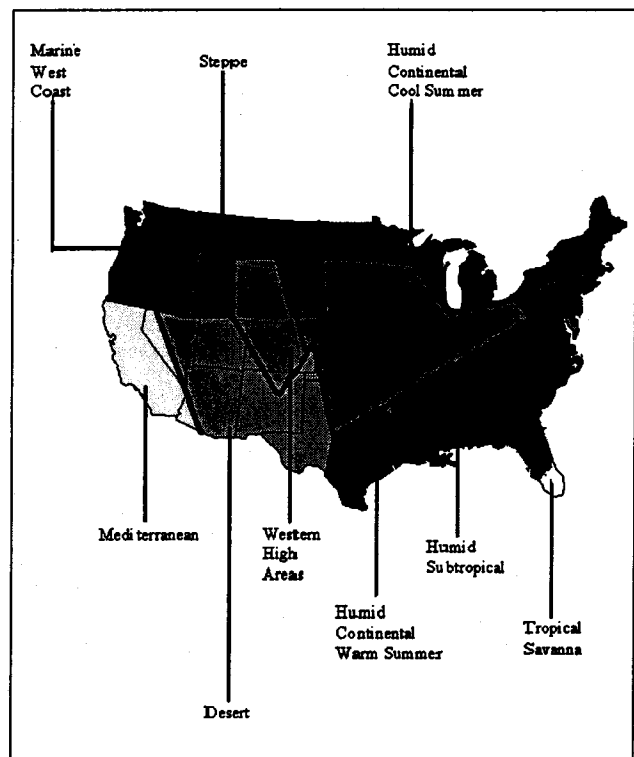 Marine
West
Coast
Steppe
Humid
Continental
Cool Summer
Mediterranean
Western
High
Areas
Humid
Subtropical
Humid
Continental
Warm Summer
Tropical
Savanna
Desert